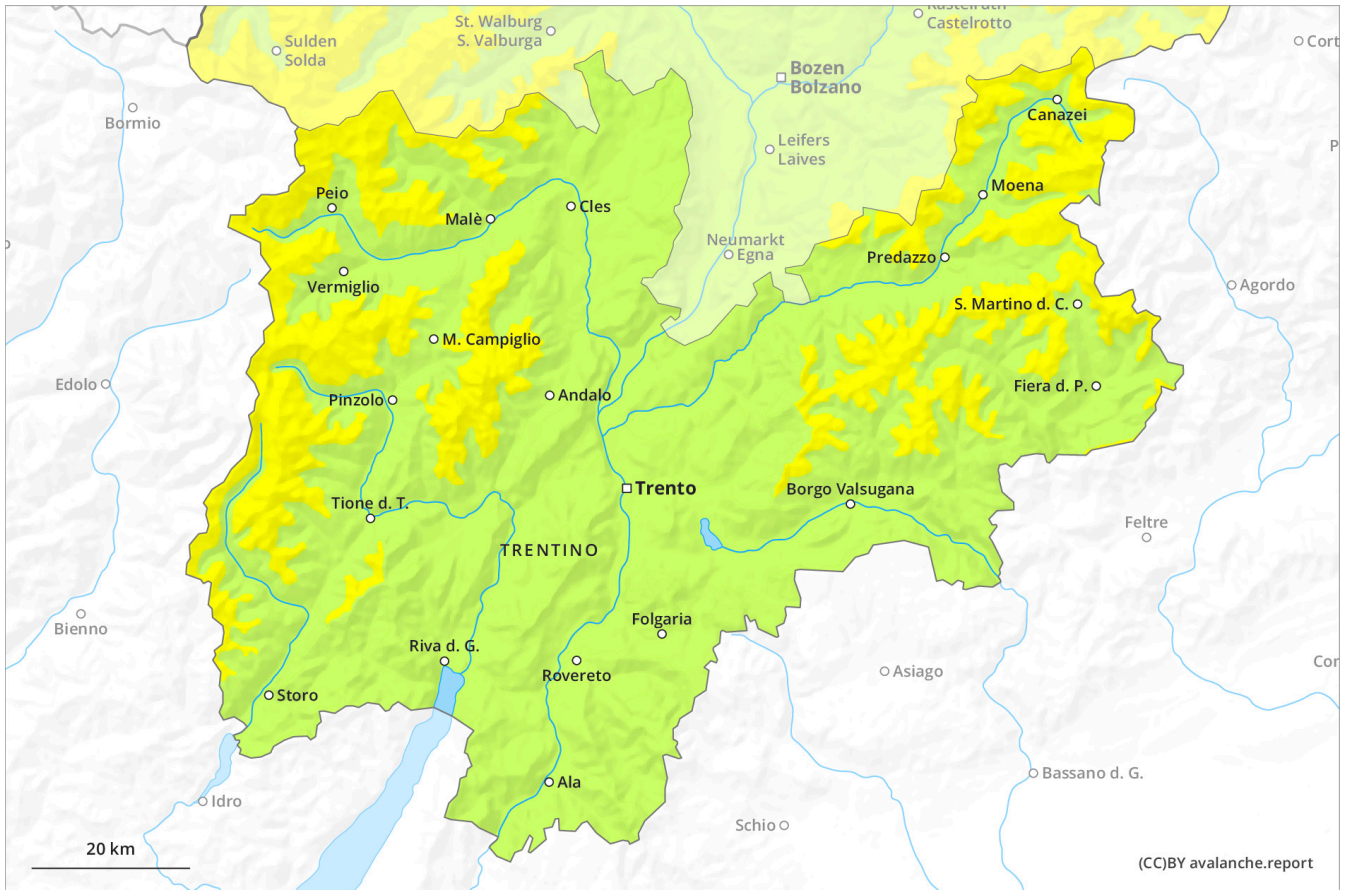 St. Walburg
S. Valburga
Castelrotto
Sulden
Solda
Cort
Bozen
Bolzano
Bormio
Canazei
Leifers
Laives
P
Moena
Peio
Malè
Cles
Neumarkt
Egna
Predazzo
Vermiglio
Agordo
S. Martino d. C.
M. Campiglio
Edolo
Fiera d. P.
Andalo
Pinzolo
Trento
Borgo Valsugana
Tione d. T.
Feltre
TRENTINO
Bienno
Folgaria
Riva d. G.
Cor
Asiago
Rovereto
Storo
Bassano d. G.
Ala
Idro
Schio
20 km
(CC)BY avalanche.report